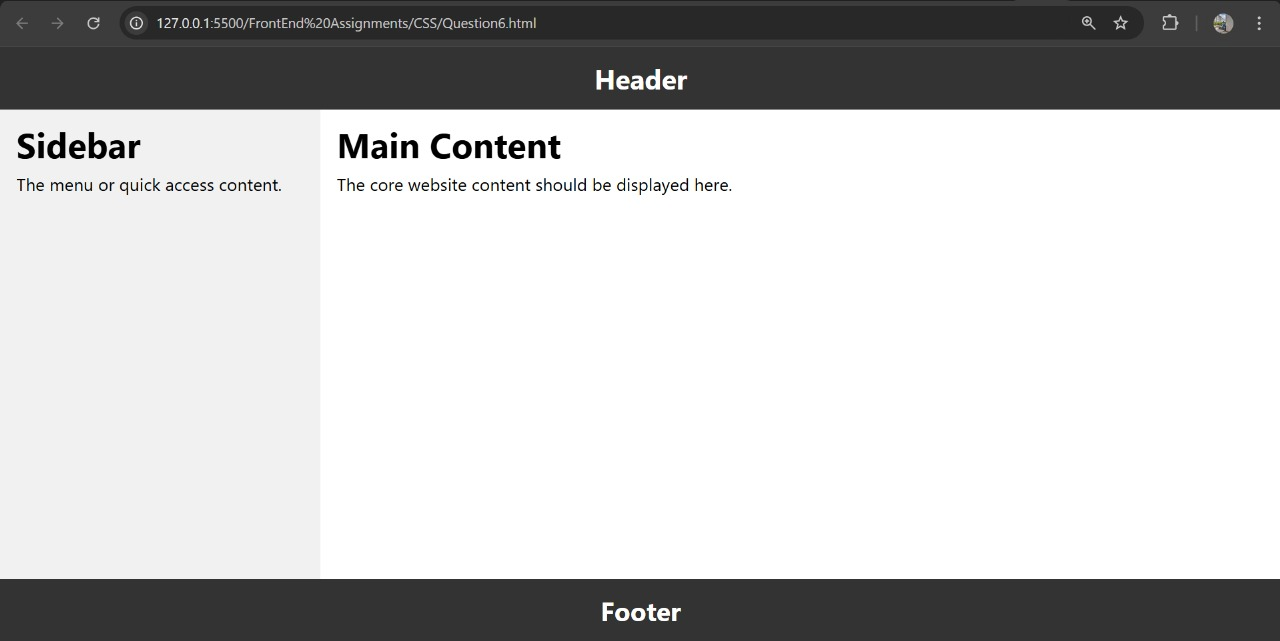 127.0.0.1:5500/FrontEnd%20Assignments/CSS/Question6.html
Header
Sidebar
The menu or quick access content.
Main Content
The core website content should be displayed here.
Footer